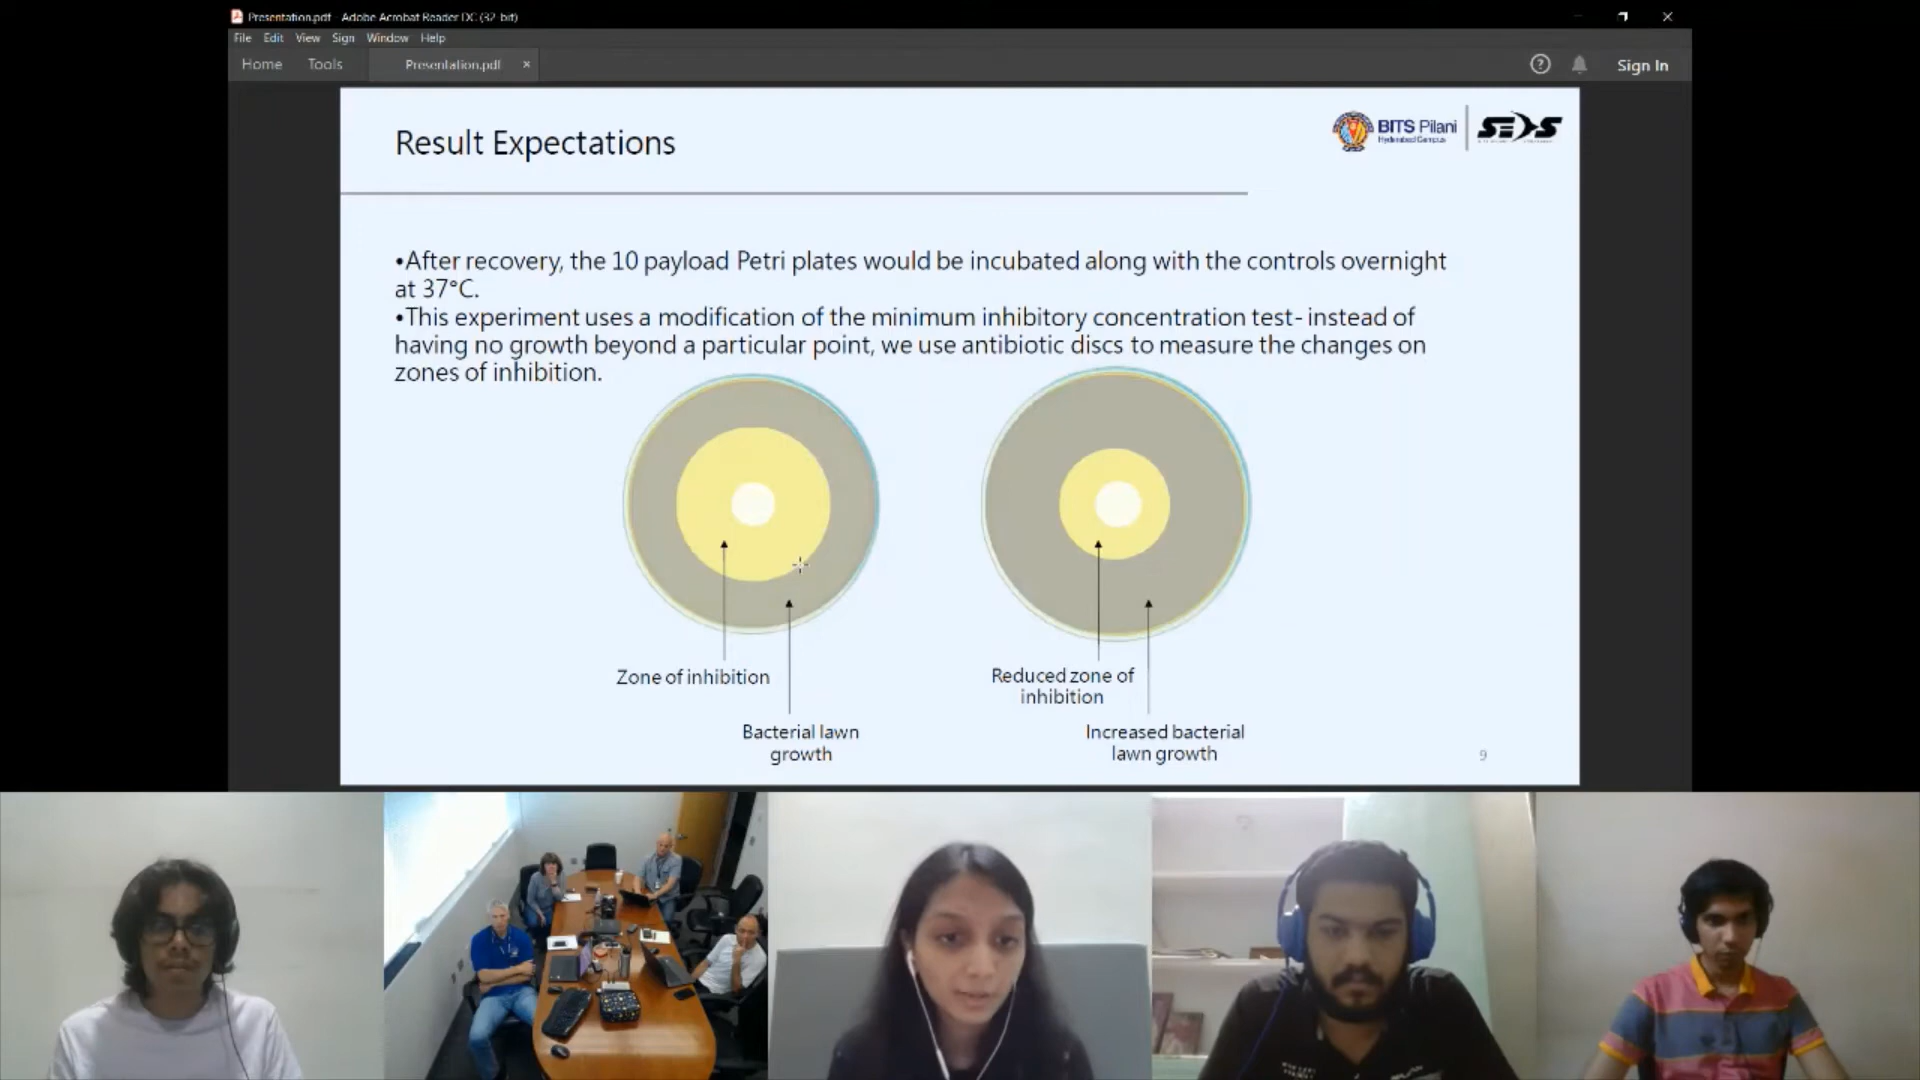 Presentation.pdf - Adobe Acrobat Reader DC (32-bit)
File Edit View Sign Window Help
Home Tools Presentation.pdf ×
Sign In
Result Expectations
BITS Pilani
Hyderabad Campus
SEDS
•After recovery, the 10 payload Petri plates would be incubated along with the controls overnight
at 37°C.
•This experiment uses a modification of the minimum inhibitory concentration test- instead of
having no growth beyond a particular point, we use antibiotic discs to measure the changes on
zones of inhibition.
Zone of inhibition
Bacterial lawn
growth
Reduced zone of
inhibition
Increased bacterial
lawn growth
9